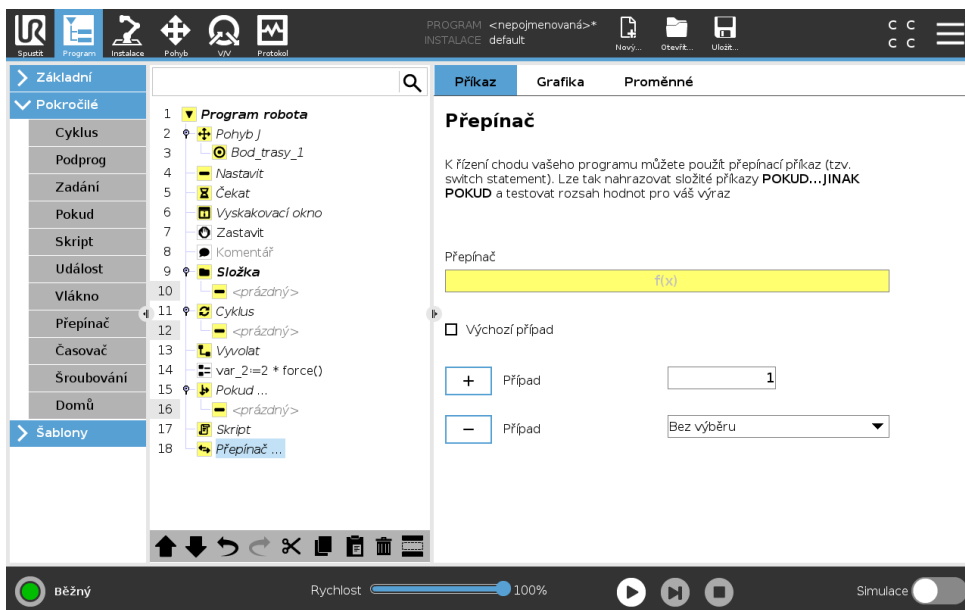 PROGRAM <nepojmenovaná>*
INSTALACE default
Spustit
Program
Instalace
Pohyb
V/V
Protokol
Nový...
Otevřít...
Uložit...
C C
C C
Základní
Pokročilé
Cyklus
Podprog
Zadání
Pokud
Skript
Událost
Vlákno
Přepínač
Časovač
Šroubování
Domů
Šablony
1 Program robota
2 Pohyb J
3 Bod_trasy_1
4 Nastavit
5 Čekat
6 Vyskakovací okno
7 Zastavit
8 Komentář
9 Složka
10 <prázdný>
11 Cyklus
12 <prázdný>
13 Vyvolat
14 var_2:=2 * force()
15 Pokud ...
16 <prázdný>
17 Skript
18 Přepínač ...
Příkaz Grafika Proměnné
Přepínač
K řízení chodu vašeho programu můžete použít přepínací příkaz (tzv.
switch statement). Lze tak nahrazovat složité příkazy POKUD...JINAK
POKUD a testovat rozsah hodnot pro váš výraz
Přepínač
f(x)
Výchozí případ
+ Případ 1
− Případ Bez výběru
Běžný
Rychlost 100%
Simulace